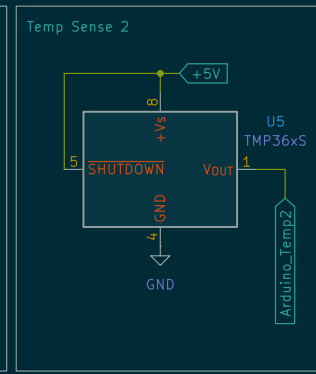 Temp Sense 2
+5V
8
+Vs
U5
TMP36xS
5
SHUTDOWN
VOUT
1
GND
4
GND
Arduino_Temp2